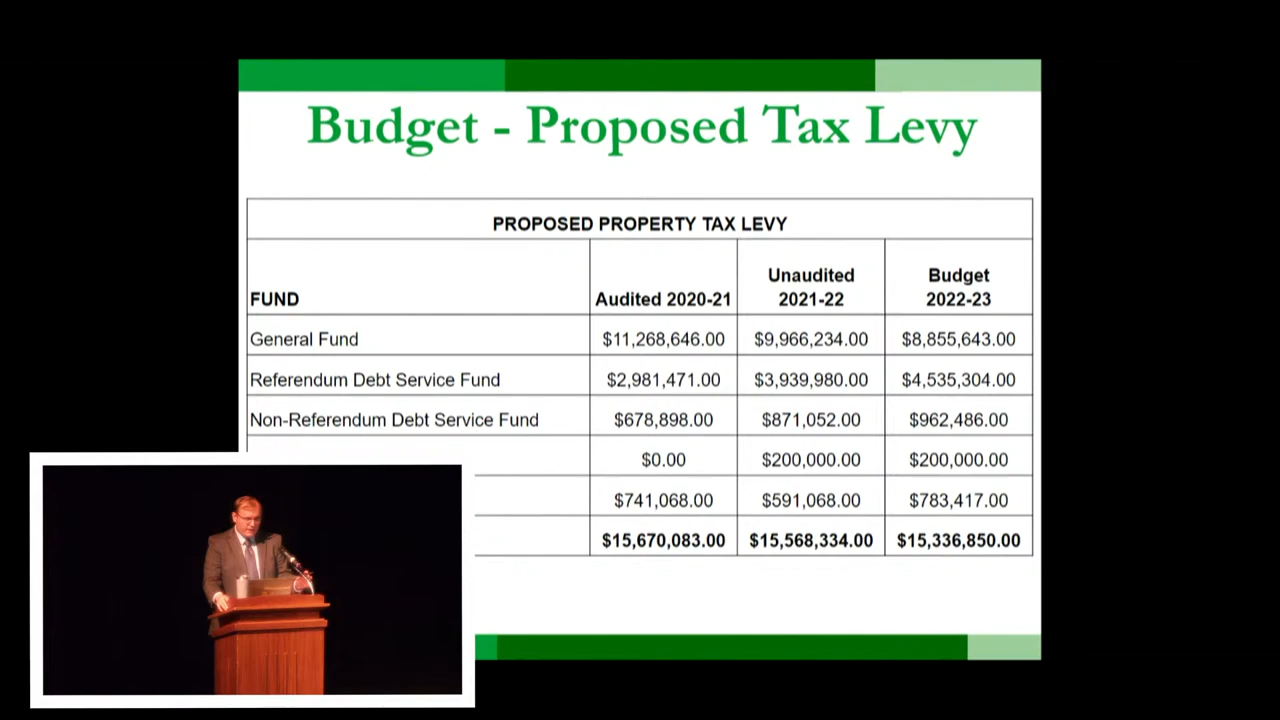 Budget - Proposed Tax Levy
PROPOSED PROPERTY TAX LEVY
FUND Audited 2020-21 Unaudited 2021-22 Budget 2022-23
General Fund $11,268,646.00 $9,966,234.00 $8,855,643.00
Referendum Debt Service Fund $2,981,471.00 $3,939,980.00 $4,535,304.00
Non-Referendum Debt Service Fund $678,898.00 $871,052.00 $962,486.00
$0.00 $200,000.00 $200,000.00
$741,068.00 $591,068.00 $783,417.00
$15,670,083.00 $15,568,334.00 $15,336,850.00